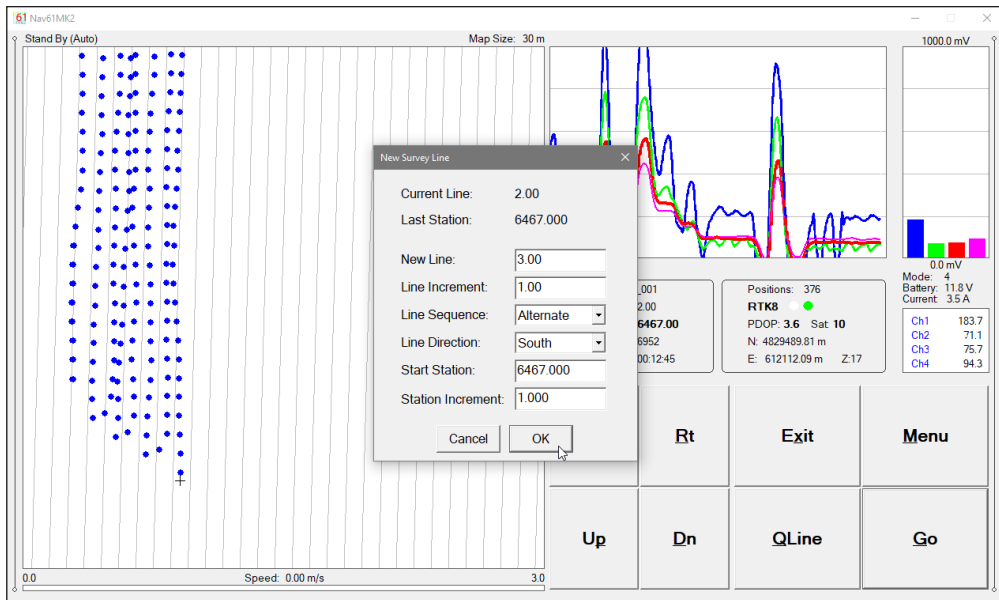 61 Nav61MK2
Stand By (Auto)
Map Size: 30 m
1000.0 mV
New Survey Line
Current Line: 2.00
Last Station: 6467.000
New Line: 3.00
Line Increment: 1.00
Line Sequence: Alternate
Line Direction: South
Start Station: 6467.000
Station Increment: 1.000
Cancel
OK
0.0 mV
Mode: 4
Battery: 11.8 V
Current: 3.5 A
Ch1 183.7
Ch2 71.1
Ch3 75.7
Ch4 94.3
_001
2.00
6467.00
6952
00:12:45
Positions: 376
RTK8
PDOP: 3.6 Sat: 10
N: 4829489.81 m
E: 612112.09 m Z:17
Rt
Exit
Menu
Up
Dn
QLine
Go
0.0
Speed: 0.00 m/s
3.0